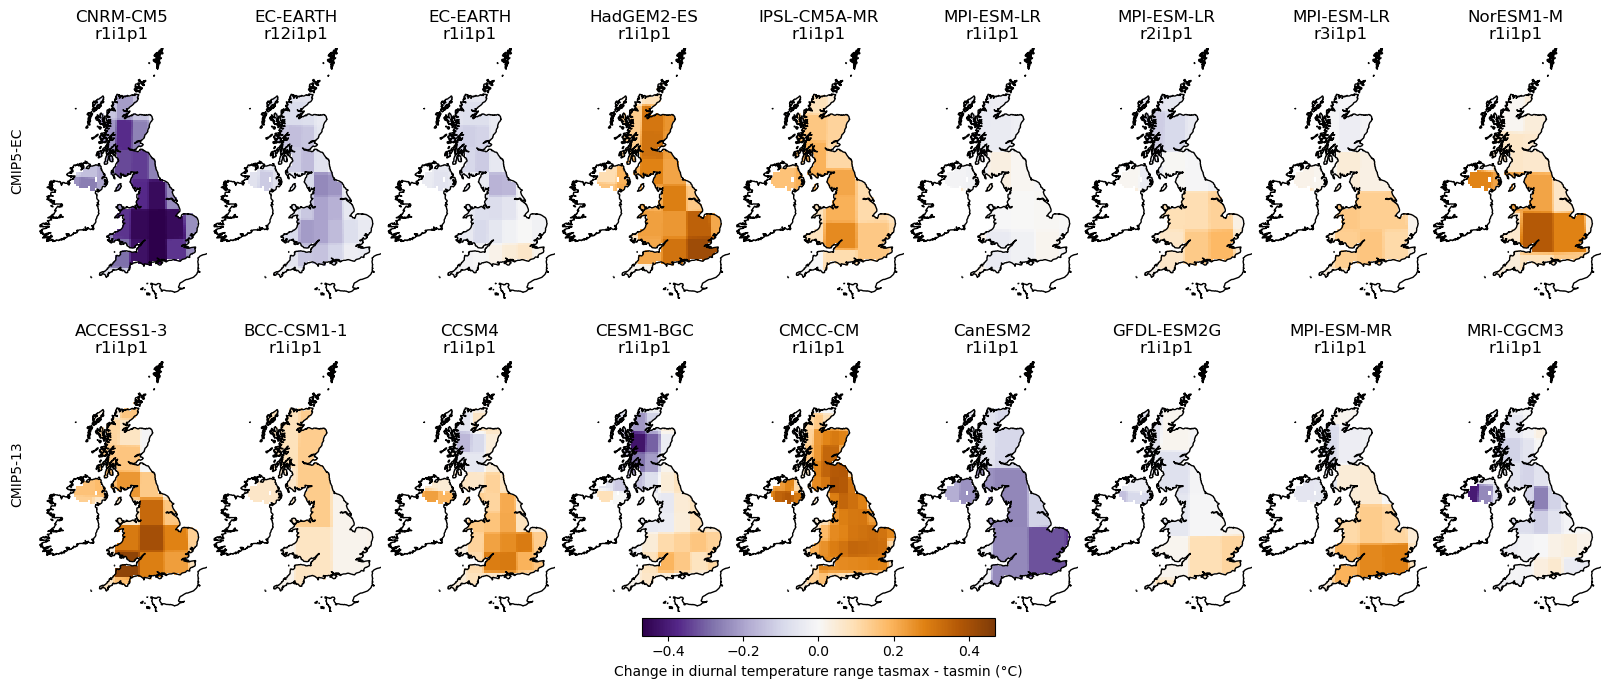 CNRM-CM5
r1i1p1
EC-EARTH
r12i1p1
EC-EARTH
r1i1p1
HadGEM2-ES
r1i1p1
IPSL-CM5A-MR
r1i1p1
MPI-ESM-LR
r1i1p1
MPI-ESM-LR
r2i1p1
MPI-ESM-LR
r3i1p1
NorESM1-M
r1i1p1
CMIP5-EC
ACCESS1-3
r1i1p1
BCC-CSM1-1
r1i1p1
CCSM4
r1i1p1
CESM1-BGC
r1i1p1
CMCC-CM
r1i1p1
CanESM2
r1i1p1
GFDL-ESM2G
r1i1p1
MPI-ESM-MR
r1i1p1
MRI-CGCM3
r1i1p1
CMIP5-13
−0.4 −0.2 0.0 0.2 0.4
Change in diurnal temperature range tasmax - tasmin (°C)